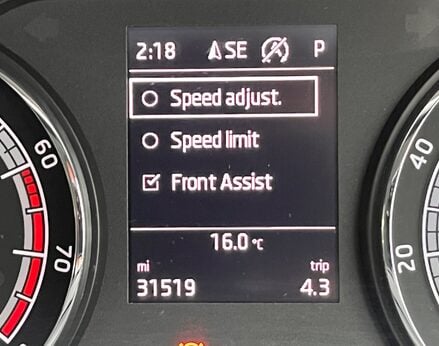 2:18 SE P
Speed adjust.
Speed limit
Front Assist
16.0 °C
mi trip
31519 4.3
60
70
40
20